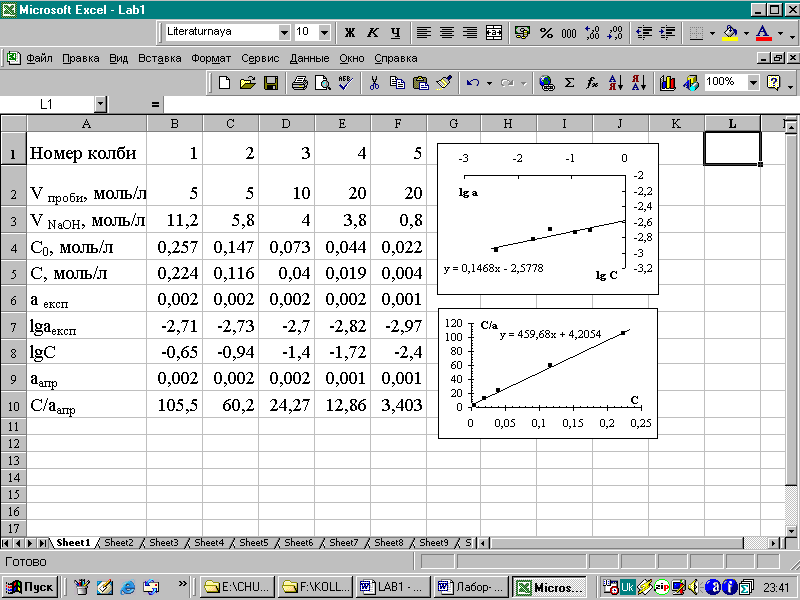 Microsoft Excel - Lab1
Literaturnaya 10 Ж К Ч % 000
Файл Правка Вид Вставка Формат Сервис Данные Окно Справка
100%
L1 =
A B C D E F G H I J K L
1 Номер колби 1 2 3 4 5
2 V проби, моль/л 5 5 10 20 20
3 V NaOH, моль/л 11,2 5,8 4 3,8 0,8
4 C0, моль/л 0,257 0,147 0,073 0,044 0,022
5 C, моль/л 0,224 0,116 0,04 0,019 0,004
6 a експ 0,002 0,002 0,002 0,002 0,001
7 lgaексп -2,71 -2,73 -2,7 -2,82 -2,97
8 lgC -0,65 -0,94 -1,4 -1,72 -2,4
9 aапр 0,002 0,002 0,002 0,001 0,001
10 C/aапр 105,5 60,2 24,27 12,86 3,403
11
12
13
14
15
16
17
-3 -2 -1 0
-2
-2,2
-2,4
-2,6
-2,8
-3
-3,2
lg a
y = 0,1468x - 2,5778
lg C
120
100
80
60
40
20
0
C/a
y = 459,68x + 4,2054
C
0 0,05 0,1 0,15 0,2 0,25
Sheet1 Sheet2 Sheet3 Sheet4 Sheet5 Sheet6 Sheet7 Sheet8 Sheet9 S
Готово
Пуск » E:\CHU... F:\KOLL... LAB1 - ... Лабор- ... Micros... Uk zip 23:41